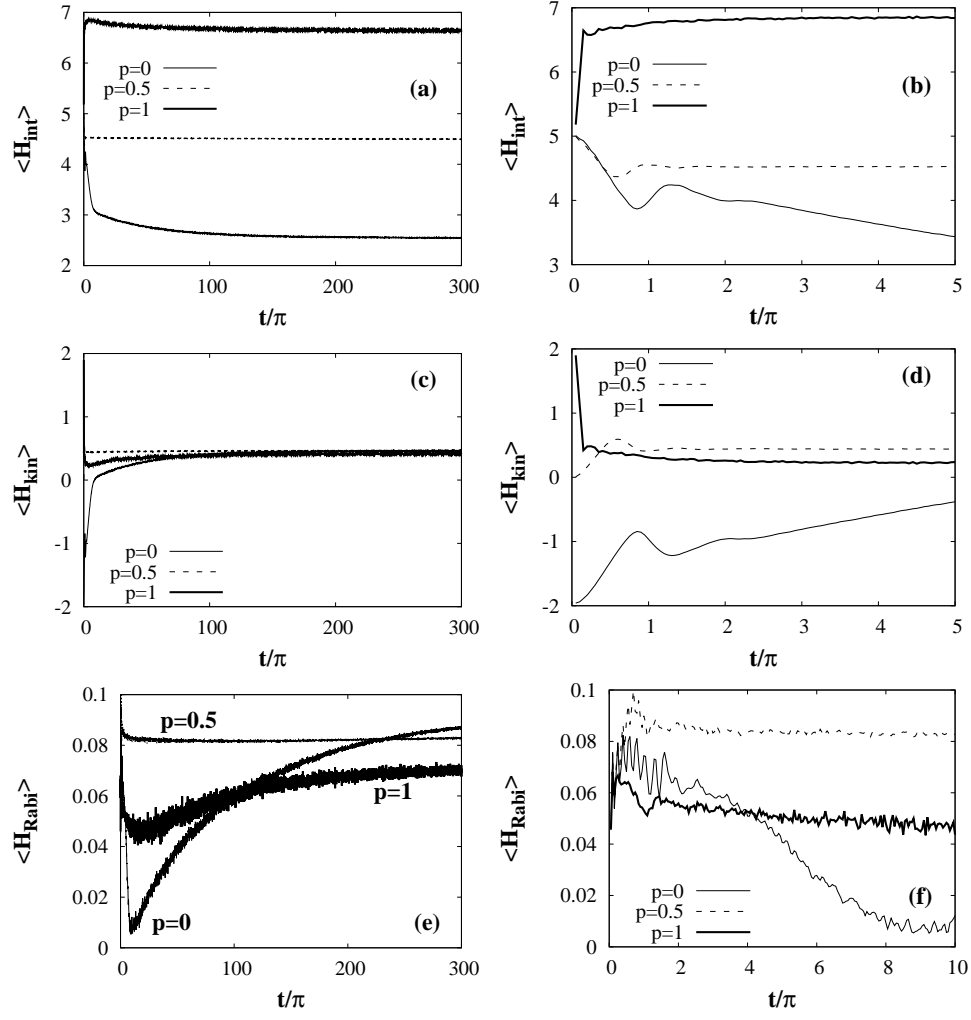 7
6
5
4
3
2
0
100
200
300
<H_int>
t/π
p=0
p=0.5
p=1
(a)
7
6
5
4
3
0
1
2
3
4
5
<H_int>
t/π
p=0
p=0.5
p=1
(b)
2
1
0
-1
-2
0
100
200
300
<H_kin>
t/π
p=0
p=0.5
p=1
(c)
2
1
0
-1
-2
0
1
2
3
4
5
<H_kin>
t/π
p=0
p=0.5
p=1
(d)
0.1
0.08
0.06
0.04
0.02
0
0
100
200
300
<H_Rabi>
t/π
p=0.5
p=1
p=0
(e)
0.1
0.08
0.06
0.04
0.02
0
0
2
4
6
8
10
<H_Rabi>
t/π
p=0
p=0.5
p=1
(f)